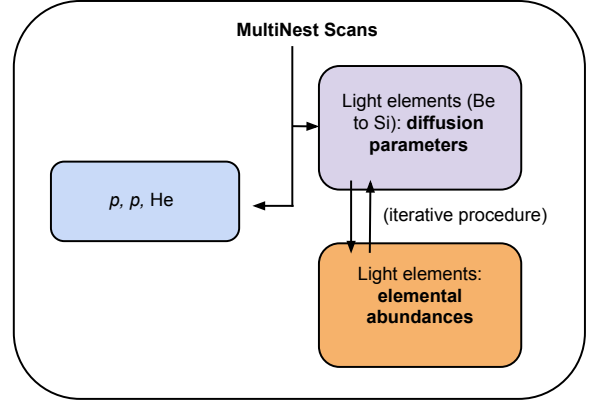 MultiNest Scans
Light elements (Be
to Si): diffusion
parameters
p, p, He
(iterative procedure)
Light elements:
elemental
abundances